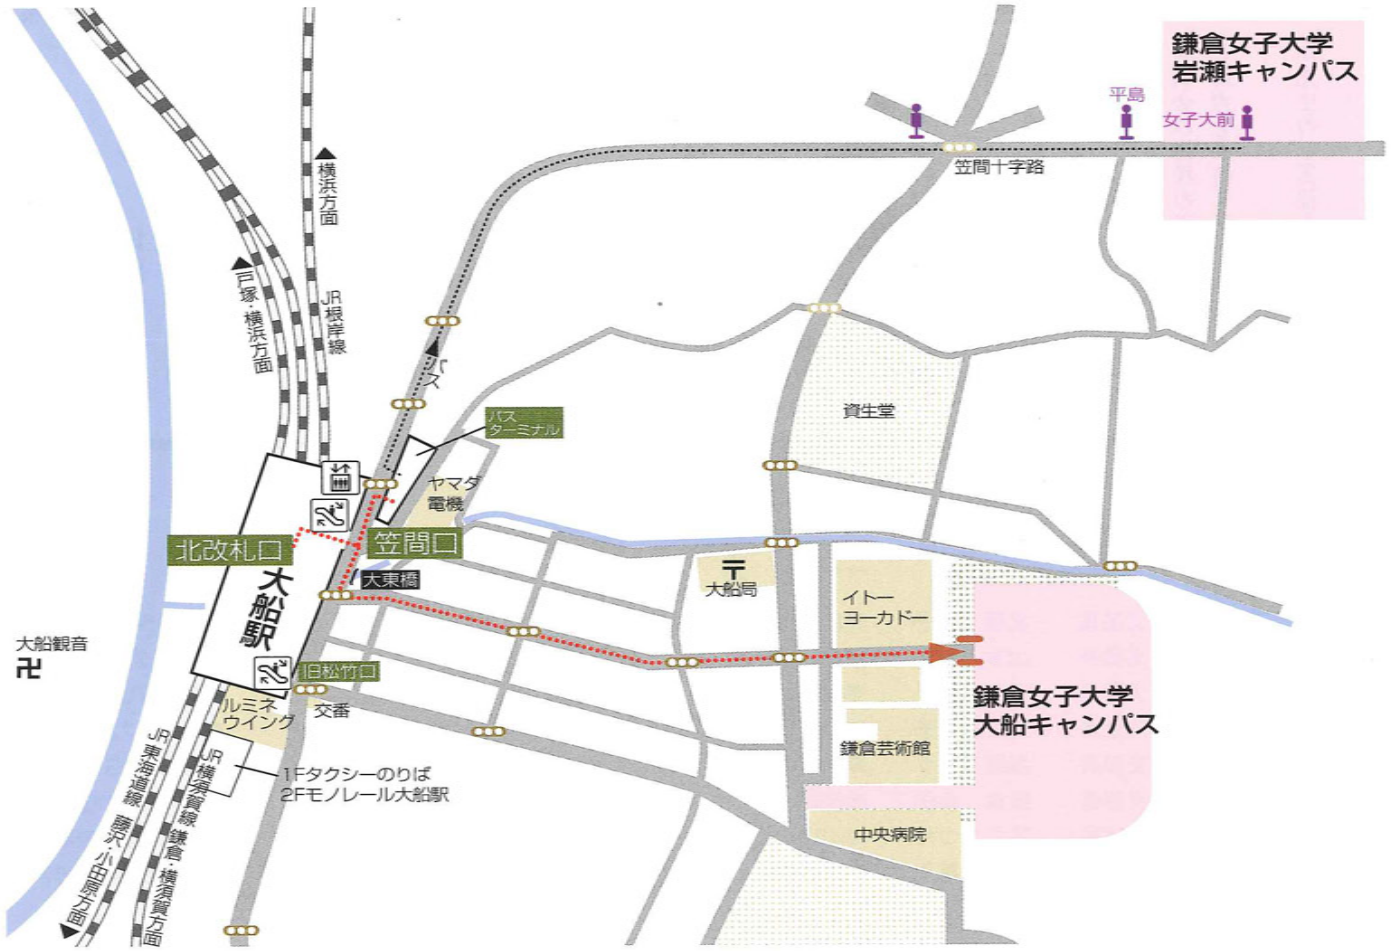 鎌倉女子大学
岩瀬キャンパス
平島
女子大前
笠間十字路
▲横浜方面
▲戸塚・横浜方面
JR根岸線
▲バス
バス
ターミナル
資生堂
ヤマダ
電機
北改札口
笠間口
大船駅
大東橋
〒
大船局
イトー
ヨーカドー
大船観音
卍
旧松竹口
ルミネ
ウイング
交番
鎌倉女子大学
大船キャンパス
鎌倉芸術館
1Fタクシーのりば
2Fモノレール大船駅
中央病院
JR東海道線 藤沢・小田原方面▼
JR横須賀線 鎌倉・横須賀方面